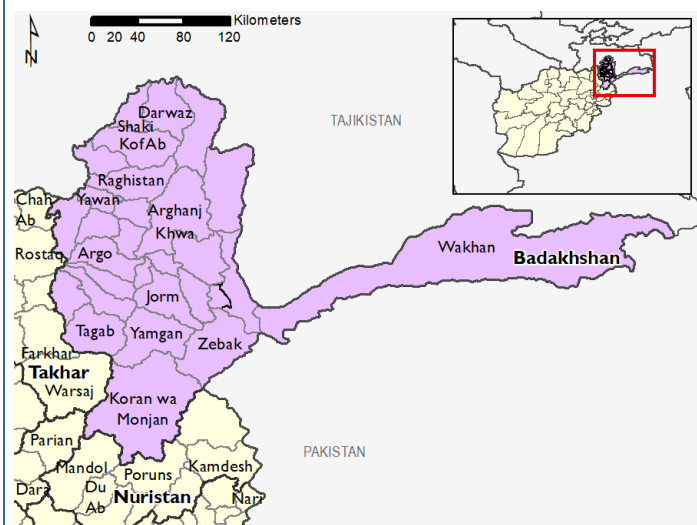 N
Kilometers
0 20 40 80 120
TAJIKISTAN
Darwaz
Shaki
KofAb
Raghistan
Chah
Ab
Yawan
Arghanj
Khwa
Rostaq
Argo
Wakhan
Badakhshan
Jorm
Tagab
Yamgan
Zebak
Farkhar
Takhar
Warsaj
Koran wa
Monjan
Parian
PAKISTAN
Mandol
Poruns
Kamdesh
Dara
Du
Ab
Nuristan
Nari